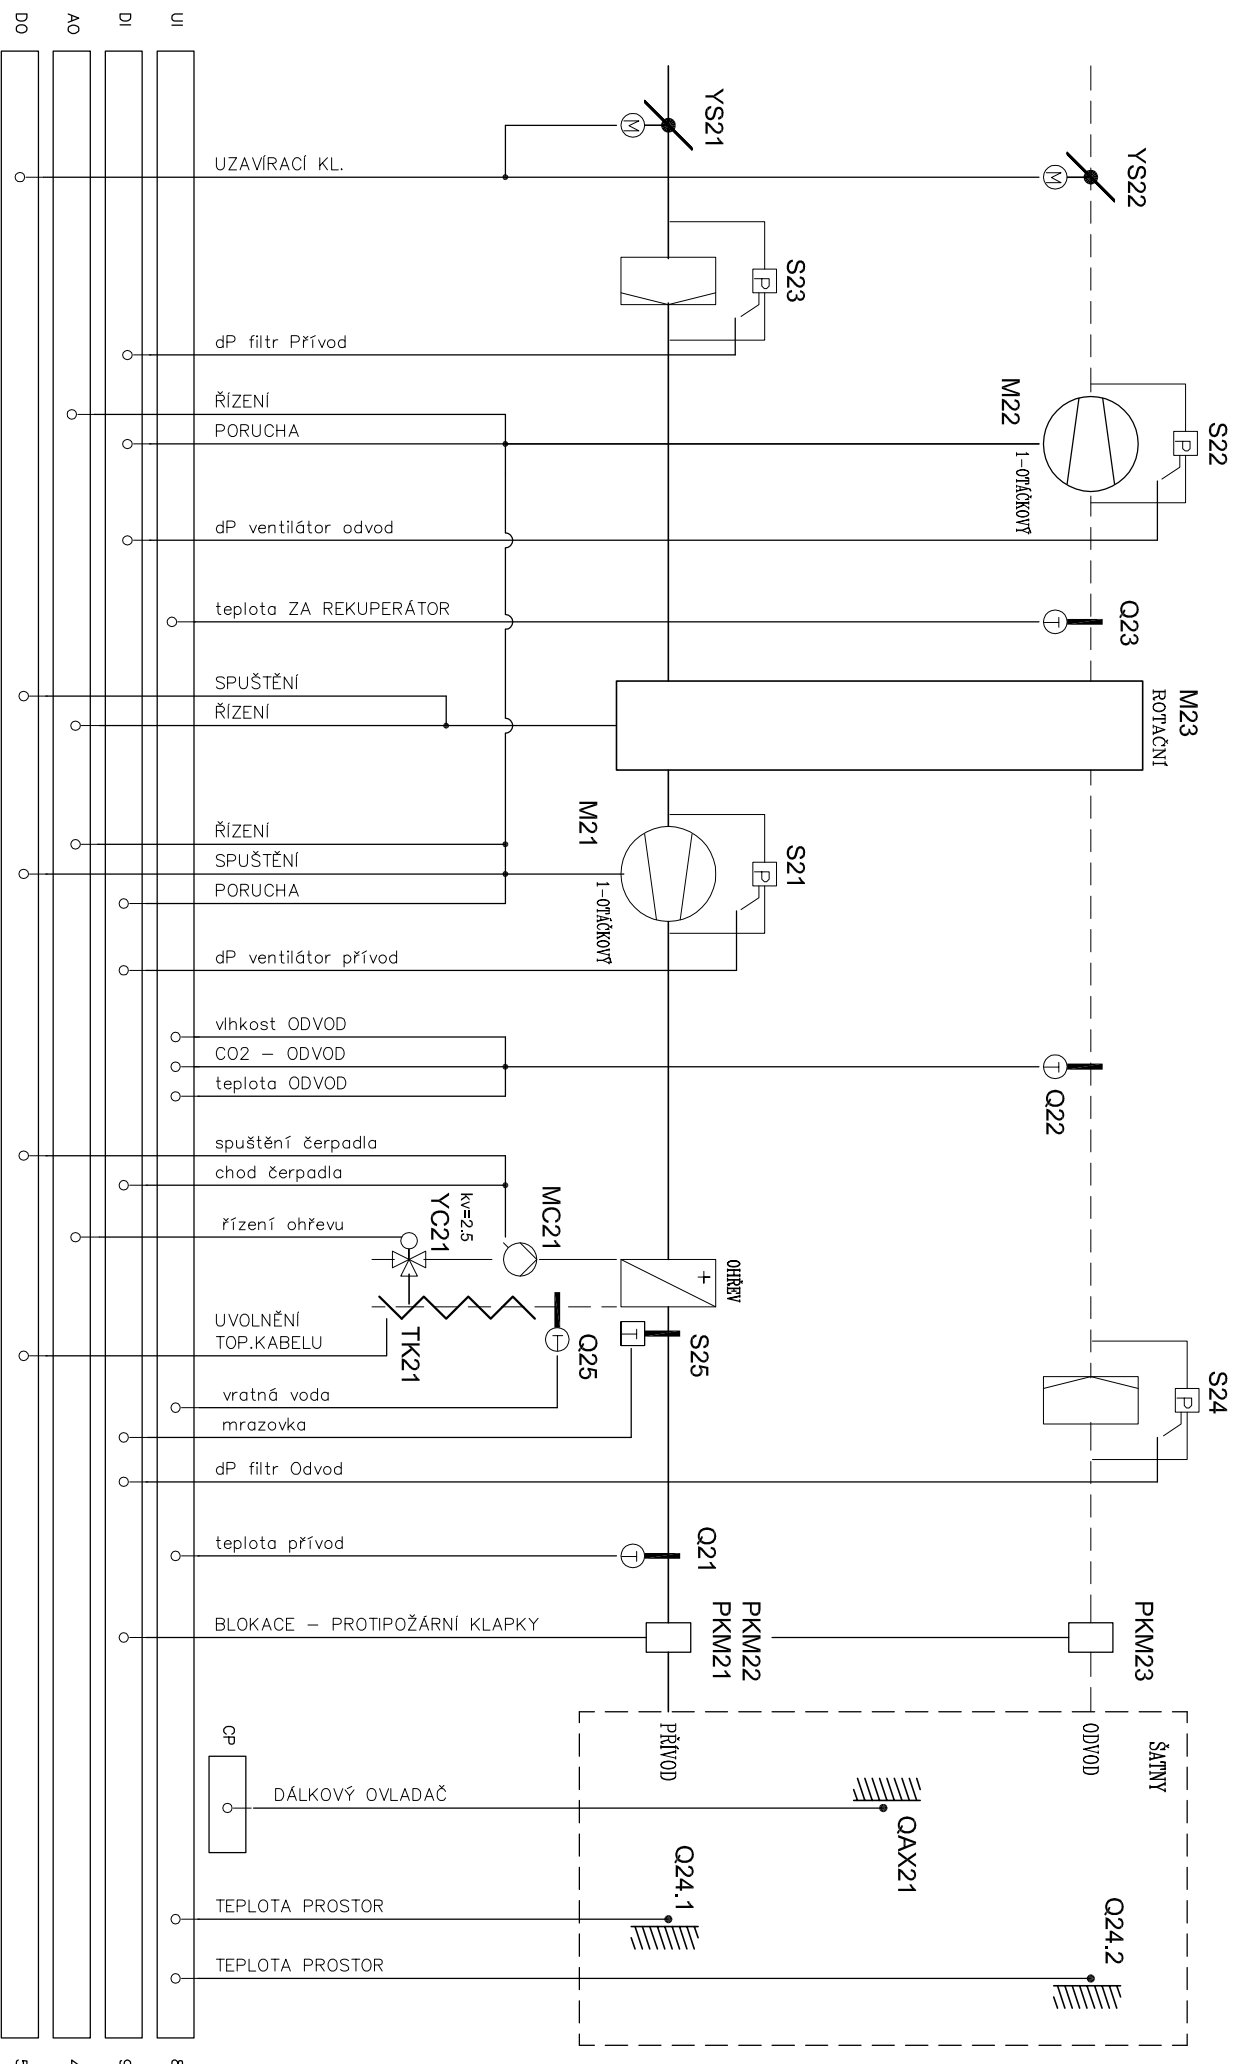 YS22
YS21
UZAVÍRACÍ KL.
M
M
S23
P
dP filtr Přívod
S22
P
M22
1-OTÁČKOVÝ
ŘÍZENÍ
PORUCHA
dP ventilátor odvod
Q23
T
teplota ZA REKUPERÁTOR
M23
ROTAČNÍ
SPUŠTĚNÍ
ŘÍZENÍ
S21
P
M21
1-OTÁČKOVÝ
ŘÍZENÍ
SPUŠTĚNÍ
PORUCHA
dP ventilátor přívod
Q22
T
vlhkost ODVOD
CO2 – ODVOD
teplota ODVOD
spuštění čerpadla
chod čerpadla
řízení ohřevu
MC21
YC21
kv=2.5
OHŘEV
+
S25
T
Q25
T
TK21
UVOLNĚNÍ
TOP.KABELU
vratná voda
mrazovka
S24
P
dP filtr Odvod
Q21
T
teplota přívod
PKM23
PKM22
PKM21
BLOKACE – PROTIPOŽÁRNÍ KLAPKY
ŠATNY
ODVOD
PŘÍVOD
CP
DÁLKOVÝ OVLADAČ
QAX21
Q24.1
TEPLOTA PROSTOR
Q24.2
TEPLOTA PROSTOR
UI
DI
AO
DO